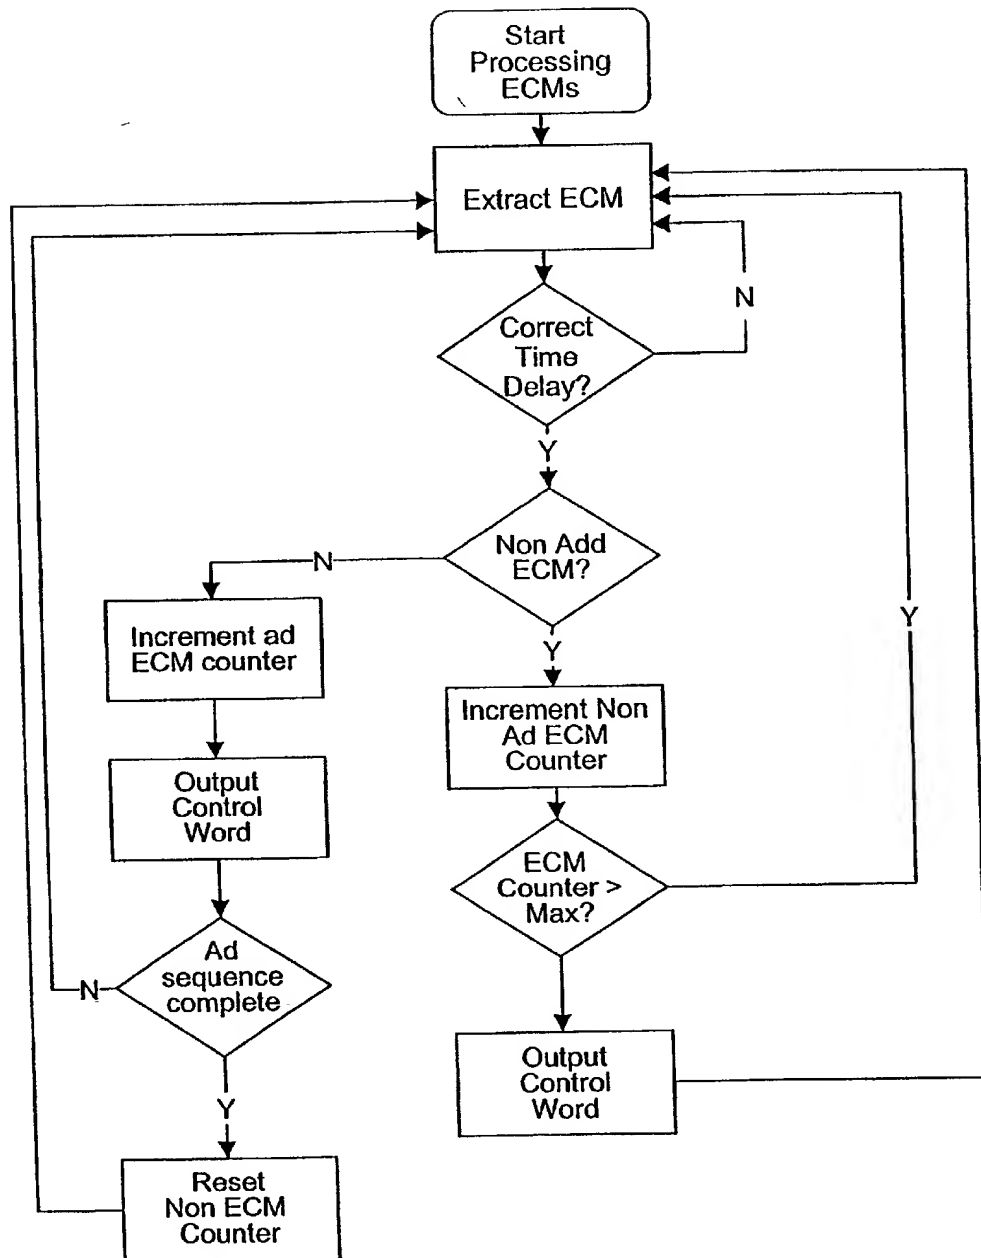 Start
Processing
ECMs
Extract ECM
N
Correct
Time
Delay?
Y
Non Add
ECM?
N
Y
Increment ad
ECM counter
Increment Non
Ad ECM
Counter
Y
Output
Control
Word
ECM
Counter >
Max?
Ad
sequence
complete
N
Output
Control
Word
Y
Reset
Non ECM
Counter